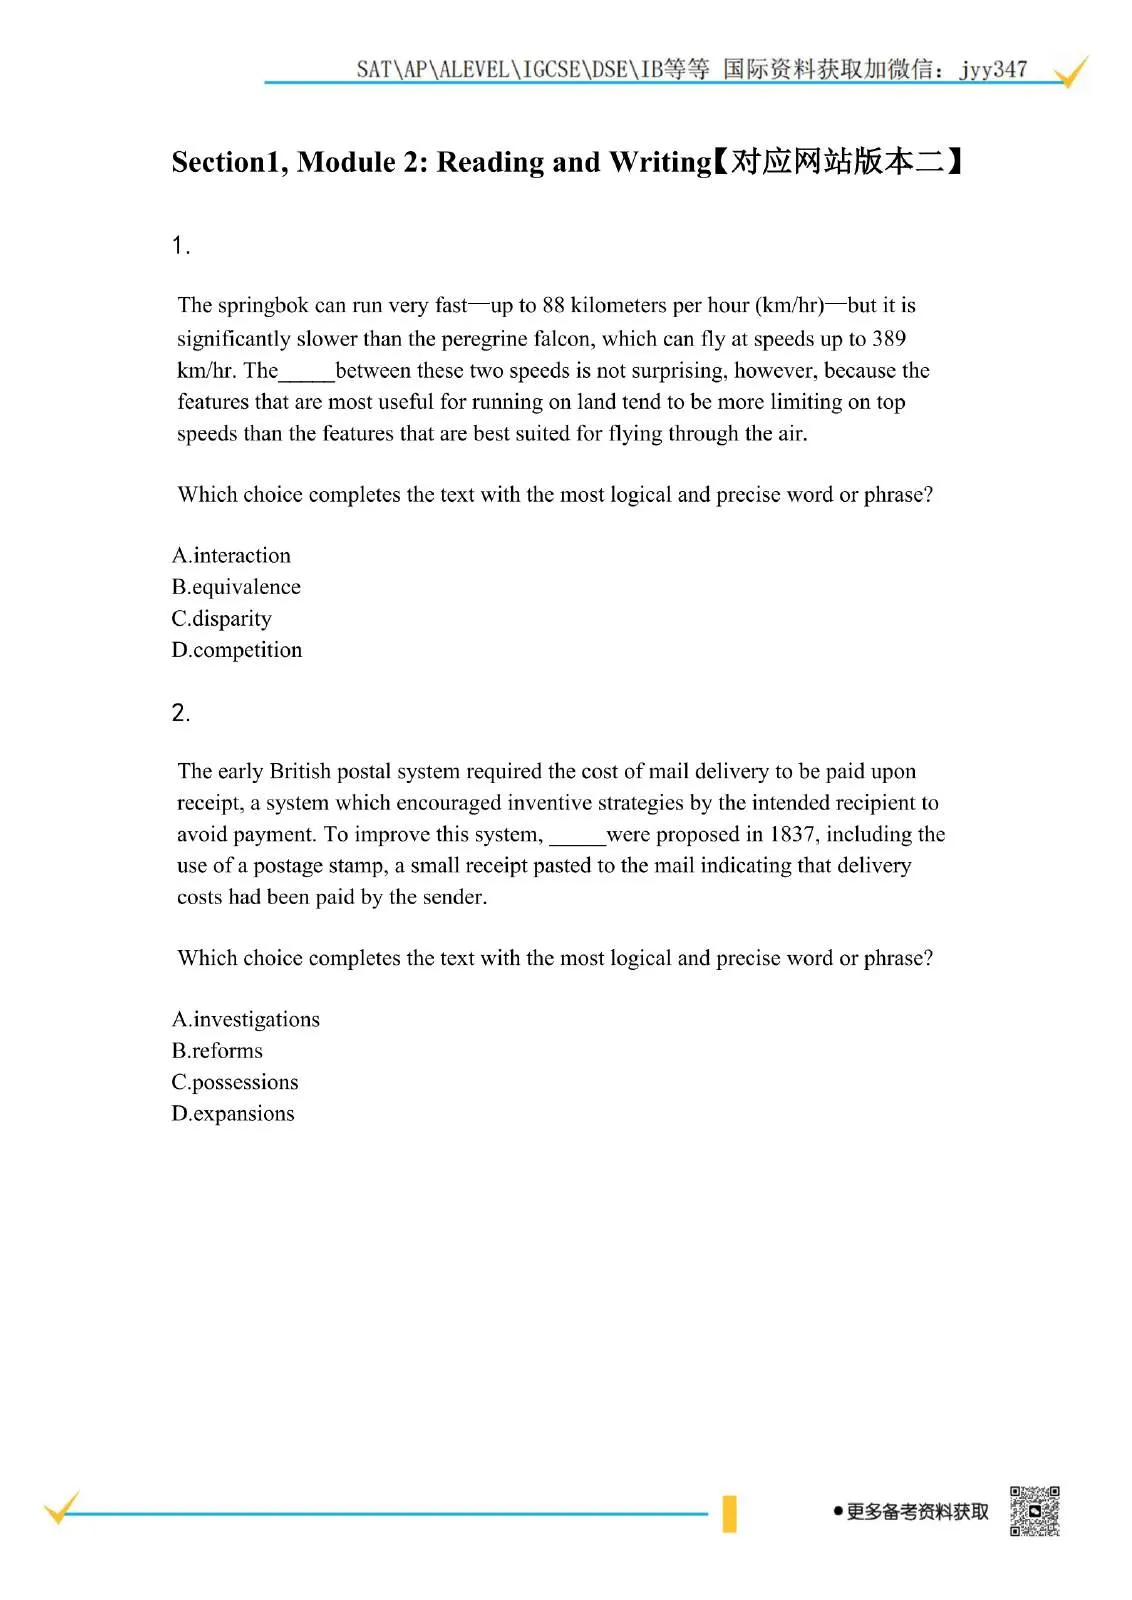 SAT\AP\ALEVEL\IGCSE\DSE\IB等等 国际资料获取加微信：jyy347
Section1, Module 2: Reading and Writing【对应网站版本二】
1.
The springbok can run very fast—up to 88 kilometers per hour (km/hr)—but it is
significantly slower than the peregrine falcon, which can fly at speeds up to 389
km/hr. The_____between these two speeds is not surprising, however, because the
features that are most useful for running on land tend to be more limiting on top
speeds than the features that are best suited for flying through the air.
Which choice completes the text with the most logical and precise word or phrase?
A.interaction
B.equivalence
C.disparity
D.competition
2.
The early British postal system required the cost of mail delivery to be paid upon
receipt, a system which encouraged inventive strategies by the intended recipient to
avoid payment. To improve this system, _____were proposed in 1837, including the
use of a postage stamp, a small receipt pasted to the mail indicating that delivery
costs had been paid by the sender.
Which choice completes the text with the most logical and precise word or phrase?
A.investigations
B.reforms
C.possessions
D.expansions
●更多备考资料获取